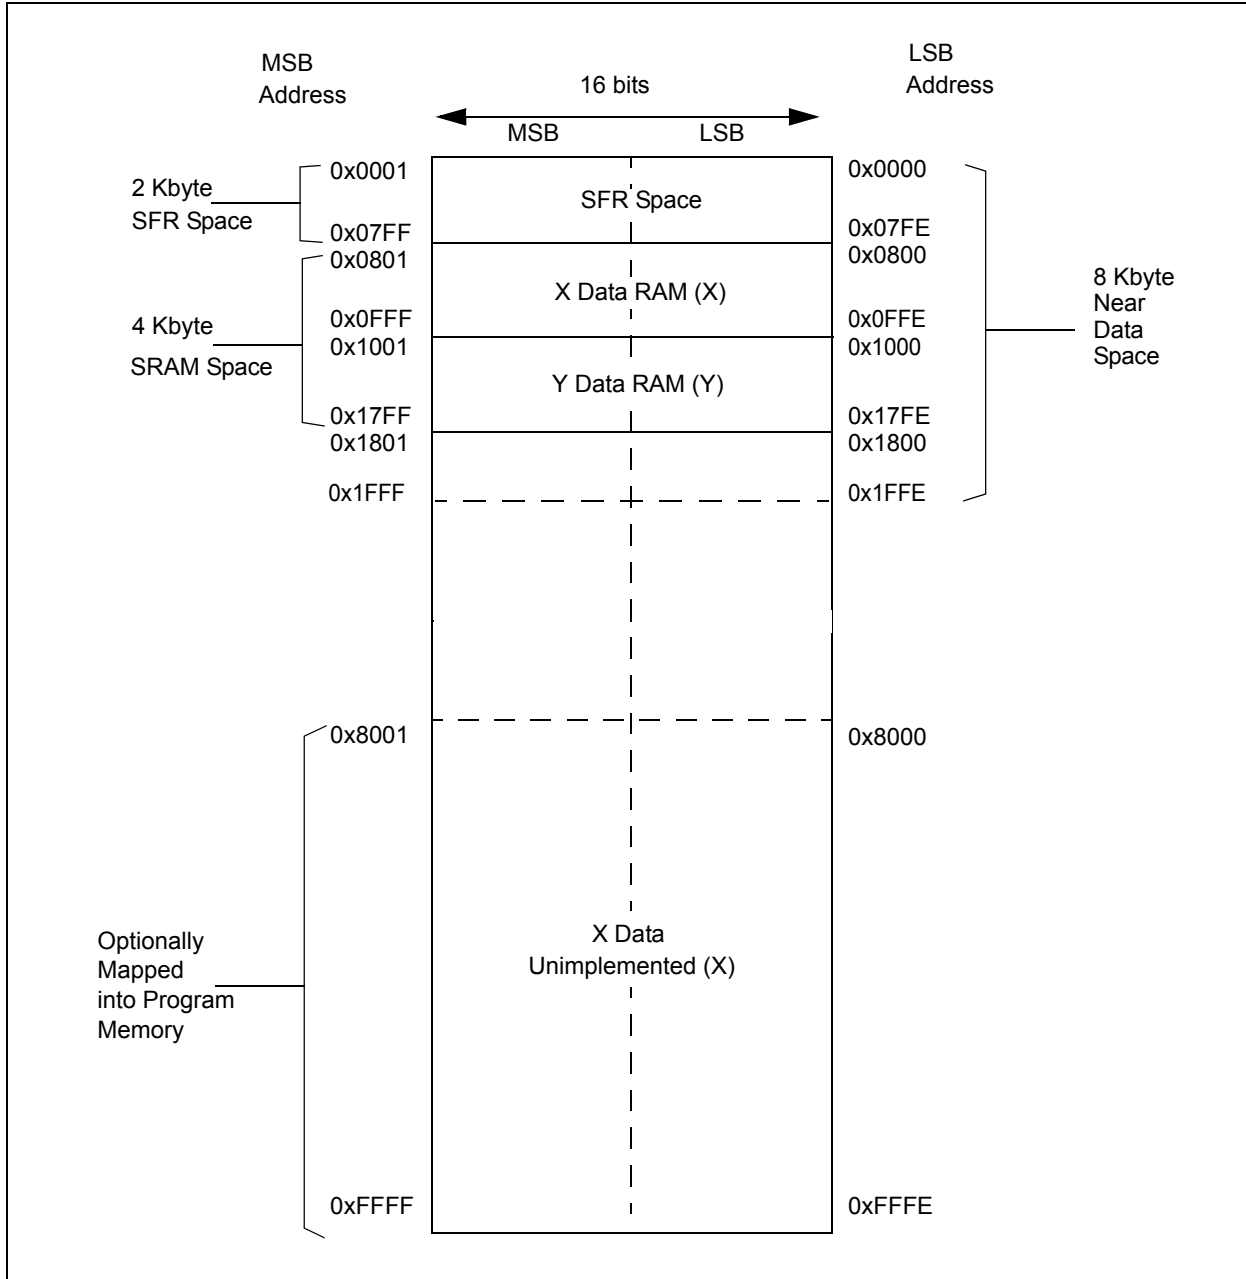 MSB
Address
LSB
Address
16 bits
MSB
LSB
2 Kbyte
SFR Space
0x0001
0x07FF
0x0801
SFR Space
0x0000
0x07FE
0x0800
4 Kbyte
SRAM Space
0x0FFF
0x1001
X Data RAM (X)
0x0FFE
0x1000
0x17FF
0x1801
Y Data RAM (Y)
0x17FE
0x1800
8 Kbyte
Near
Data
Space
0x1FFF
0x1FFE
0x8001
0x8000
Optionally
Mapped
into Program
Memory
X Data
Unimplemented (X)
0xFFFF
0xFFFE